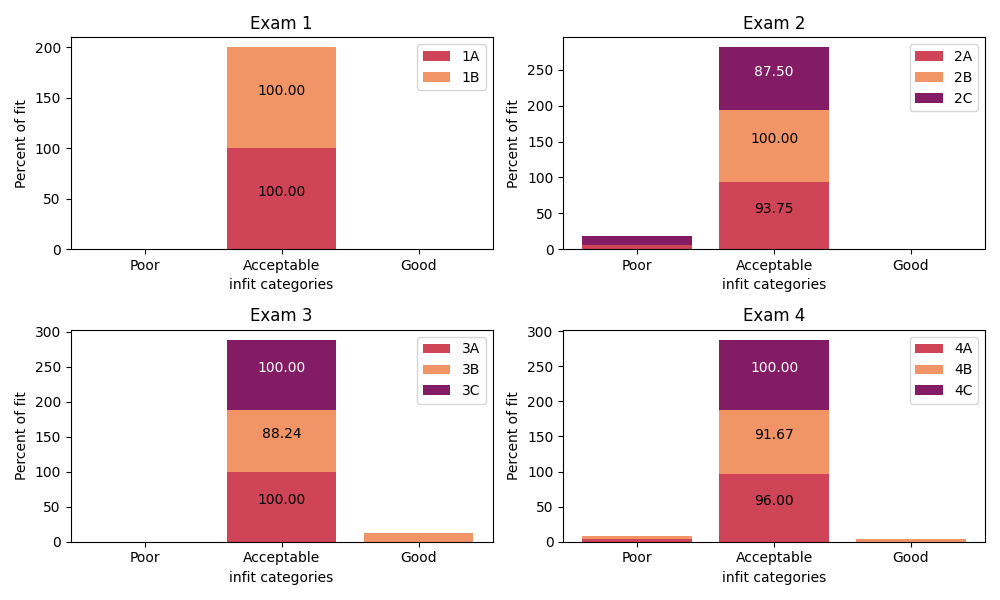 Exam 1
Percent of fit
200
150
100
50
0
100.00
100.00
1A
1B
Poor
Acceptable
Good
infit categories
Exam 2
Percent of fit
250
200
150
100
50
0
87.50
100.00
93.75
2A
2B
2C
Poor
Acceptable
Good
infit categories
Exam 3
Percent of fit
300
250
200
150
100
50
0
100.00
88.24
100.00
3A
3B
3C
Poor
Acceptable
Good
infit categories
Exam 4
Percent of fit
300
250
200
150
100
50
0
100.00
91.67
96.00
4A
4B
4C
Poor
Acceptable
Good
infit categories